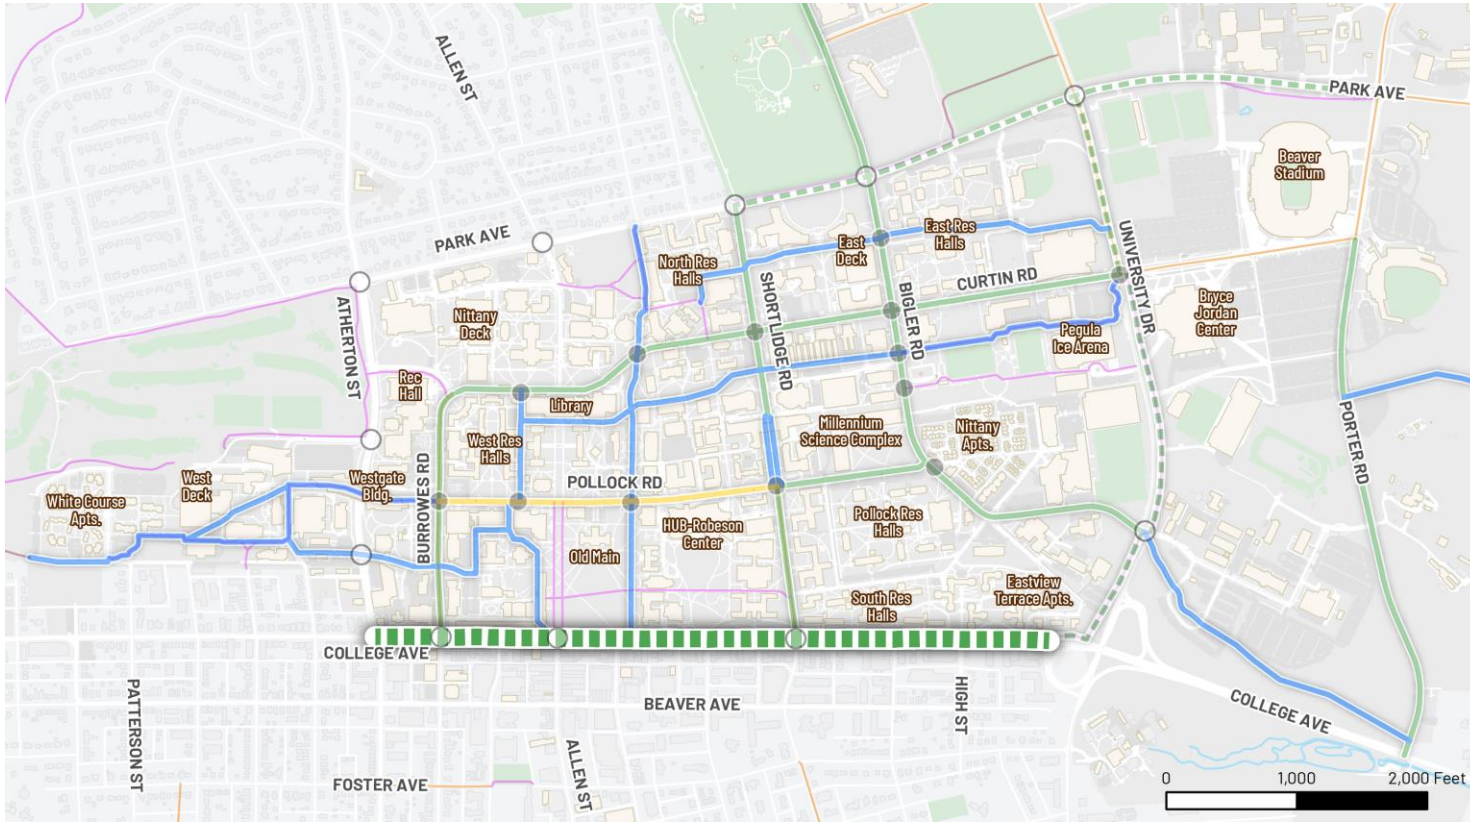 ALLEN ST
PARK AVE
Beaver
Stadium
PARK AVE
North Res
Halls
East
Deck
East Res
Halls
UNIVERSITY DR
CURTIN RD
ATHERTON ST
Nittany
Deck
SHORTLIDGE RD
BIGLER RD
Pegula
Ice Arena
Bryce
Jordan
Center
Rec
Hall
Library
West Res
Halls
Millennium
Science Complex
Nittany
Apts.
PORTER RD
White Course
Apts.
West
Deck
Westgate
Bldg.
BURROWES RD
POLLOCK RD
HUB-Robeson
Center
Pollock Res
Halls
Old Main
South Res
Halls
Eastview
Terrace Apts.
COLLEGE AVE
PATTERSON ST
BEAVER AVE
HIGH ST
COLLEGE AVE
FOSTER AVE
ALLEN ST
0 1,000 2,000 Feet